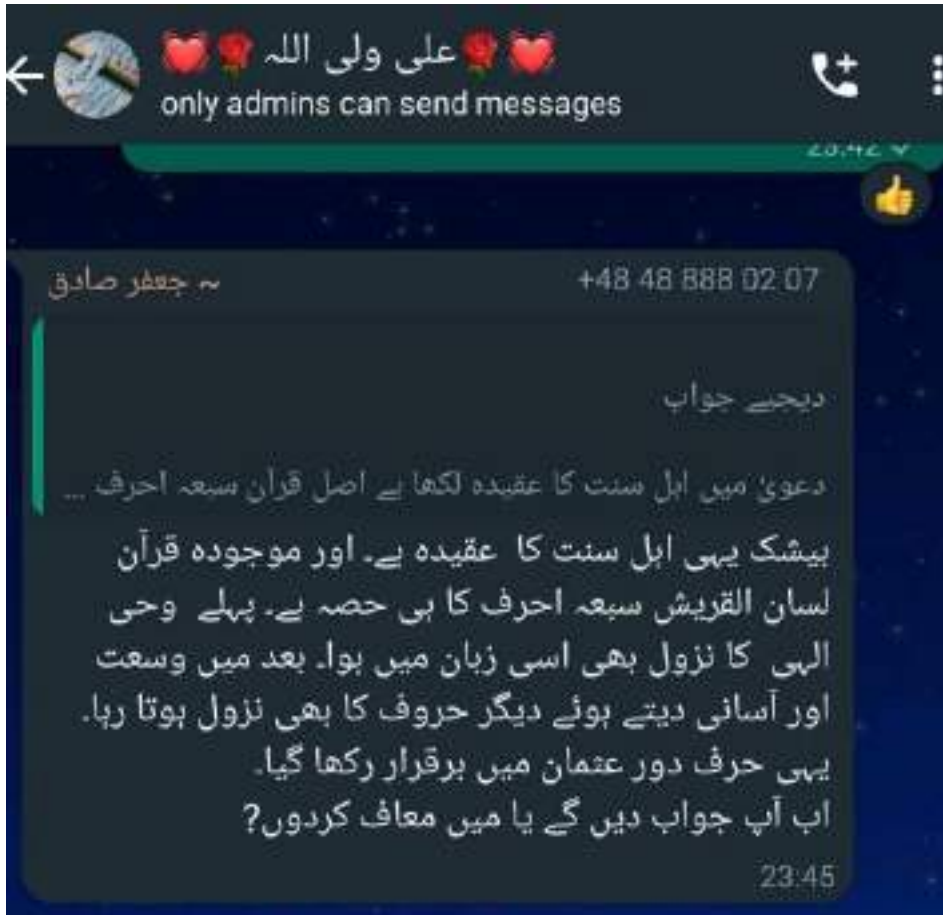 💓🌹علی ولی اللہ🌹💓
only admins can send messages
23:42
~ جعفر صادق
+48 48 888 02 07
دیجیے جواب
دعویٰ میں اہل سنت کا عقیدہ لکھا ہے اصل قرآن سبعہ احرف ...
بیشک یہی اہل سنت کا عقیدہ ہے۔ اور موجودہ قرآن
لسان القریش سبعہ احرف کا ہی حصہ ہے۔ پہلے وحی
الہی کا نزول بھی اسی زبان میں ہوا۔ بعد میں وسعت
اور آسانی دیتے ہوئے دیگر حروف کا بھی نزول ہوتا رہا۔
یہی حرف دور عثمان میں برقرار رکھا گیا۔
اب آپ جواب دیں گے یا میں معاف کردوں?
23:45